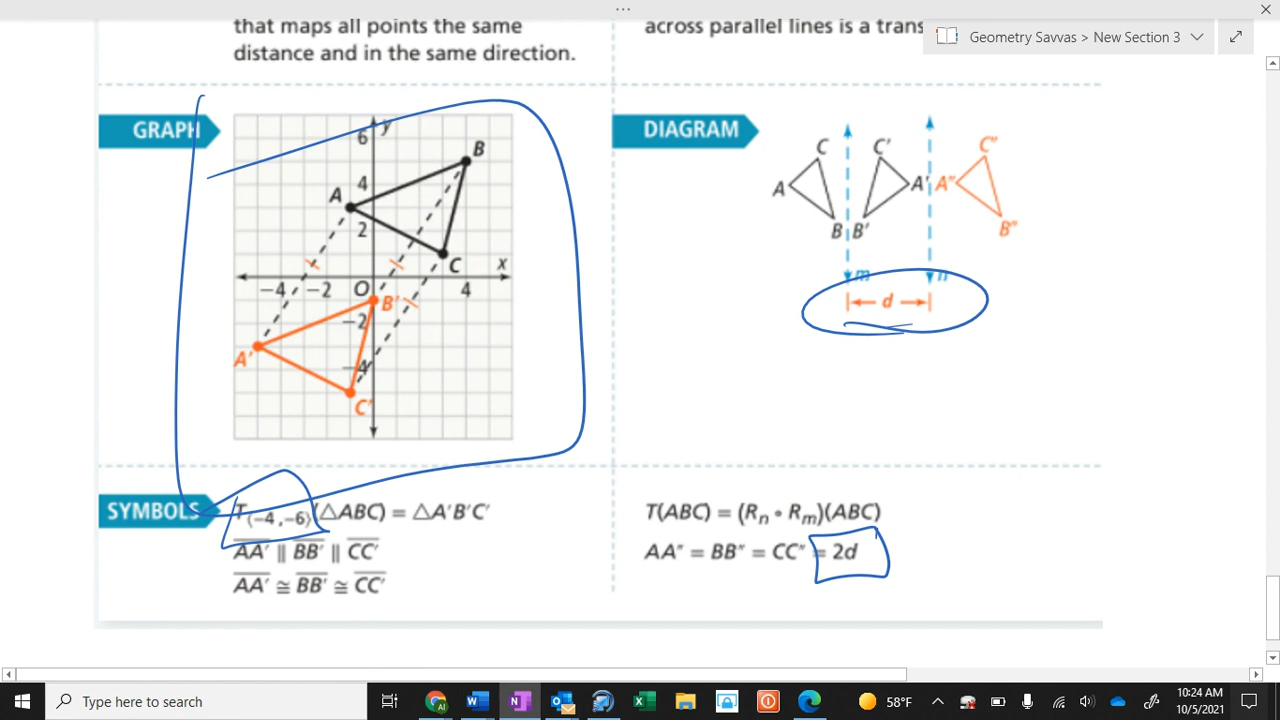 Geometry Savvas > New Section 3
that maps all points the same
distance and in the same direction.
across parallel lines is a trans
GRAPH
6 y
B
A 4
2
C x
−4 −2 O 4
B′
−2
A′
−4
C′
DIAGRAM
C C′ C″
A A′ A″
B B′ B″
m n
d
SYMBOLS
T⟨−4, −6⟩(△ABC) = △A′B′C′
AA′ ∥ BB′ ∥ CC′
AA′ ≅ BB′ ≅ CC′
T(ABC) = (Rn • Rm)(ABC)
AA″ = BB″ = CC″ = 2d
Type here to search
58°F
10:24 AM
10/5/2021